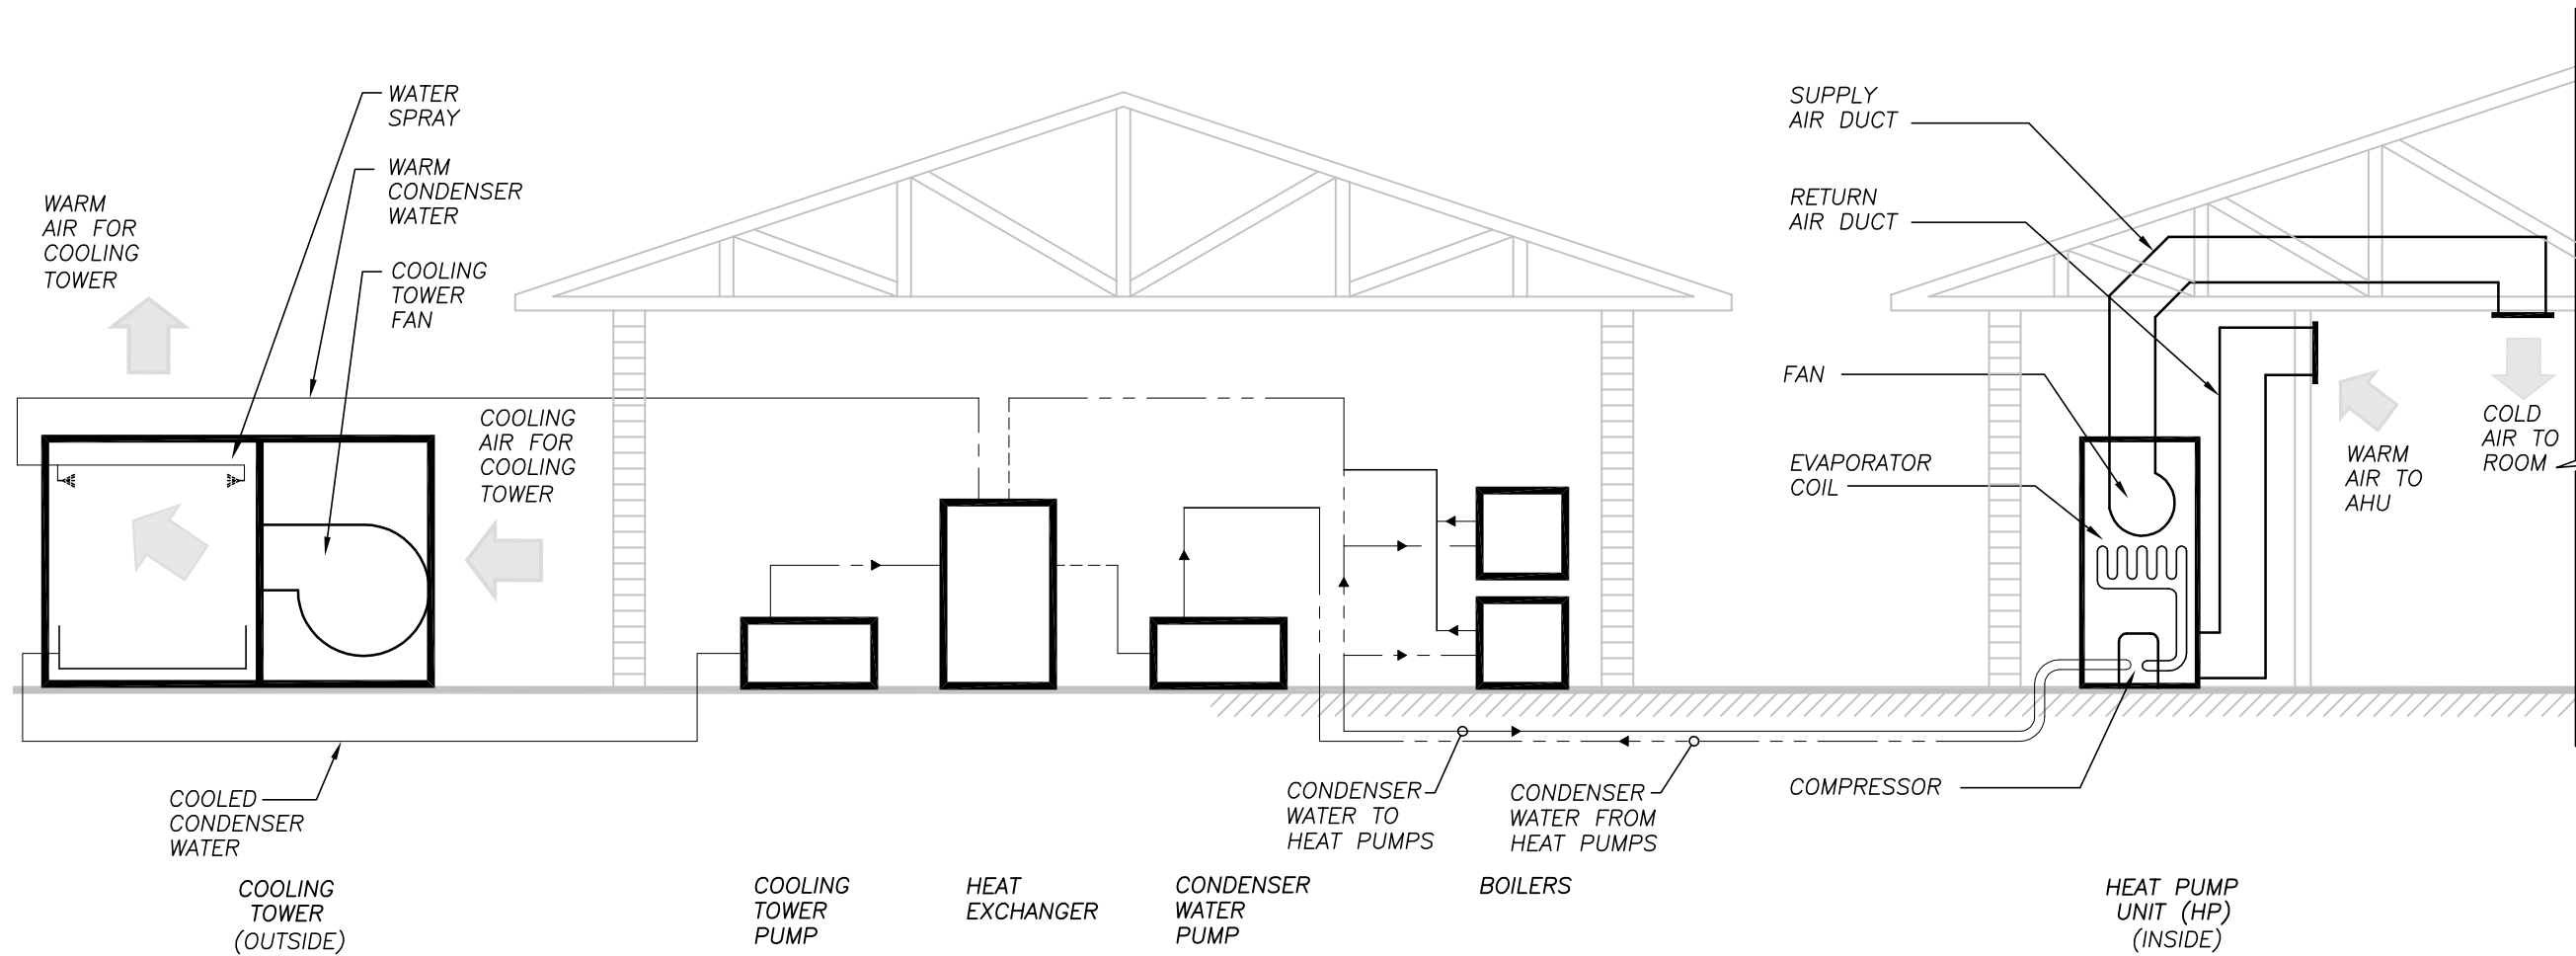 WATER
SPRAY
WARM
CONDENSER
WATER
WARM
AIR FOR
COOLING
TOWER
COOLING
TOWER
FAN
COOLING
AIR FOR
COOLING
TOWER
SUPPLY
AIR DUCT
RETURN
AIR DUCT
FAN
EVAPORATOR
COIL
WARM
AIR TO
AHU
COLD
AIR TO
ROOM
COOLED
CONDENSER
WATER
CONDENSER
WATER TO
HEAT PUMPS
CONDENSER
WATER FROM
HEAT PUMPS
COMPRESSOR
COOLING
TOWER
(OUTSIDE)
COOLING
TOWER
PUMP
HEAT
EXCHANGER
CONDENSER
WATER
PUMP
BOILERS
HEAT PUMP
UNIT (HP)
(INSIDE)